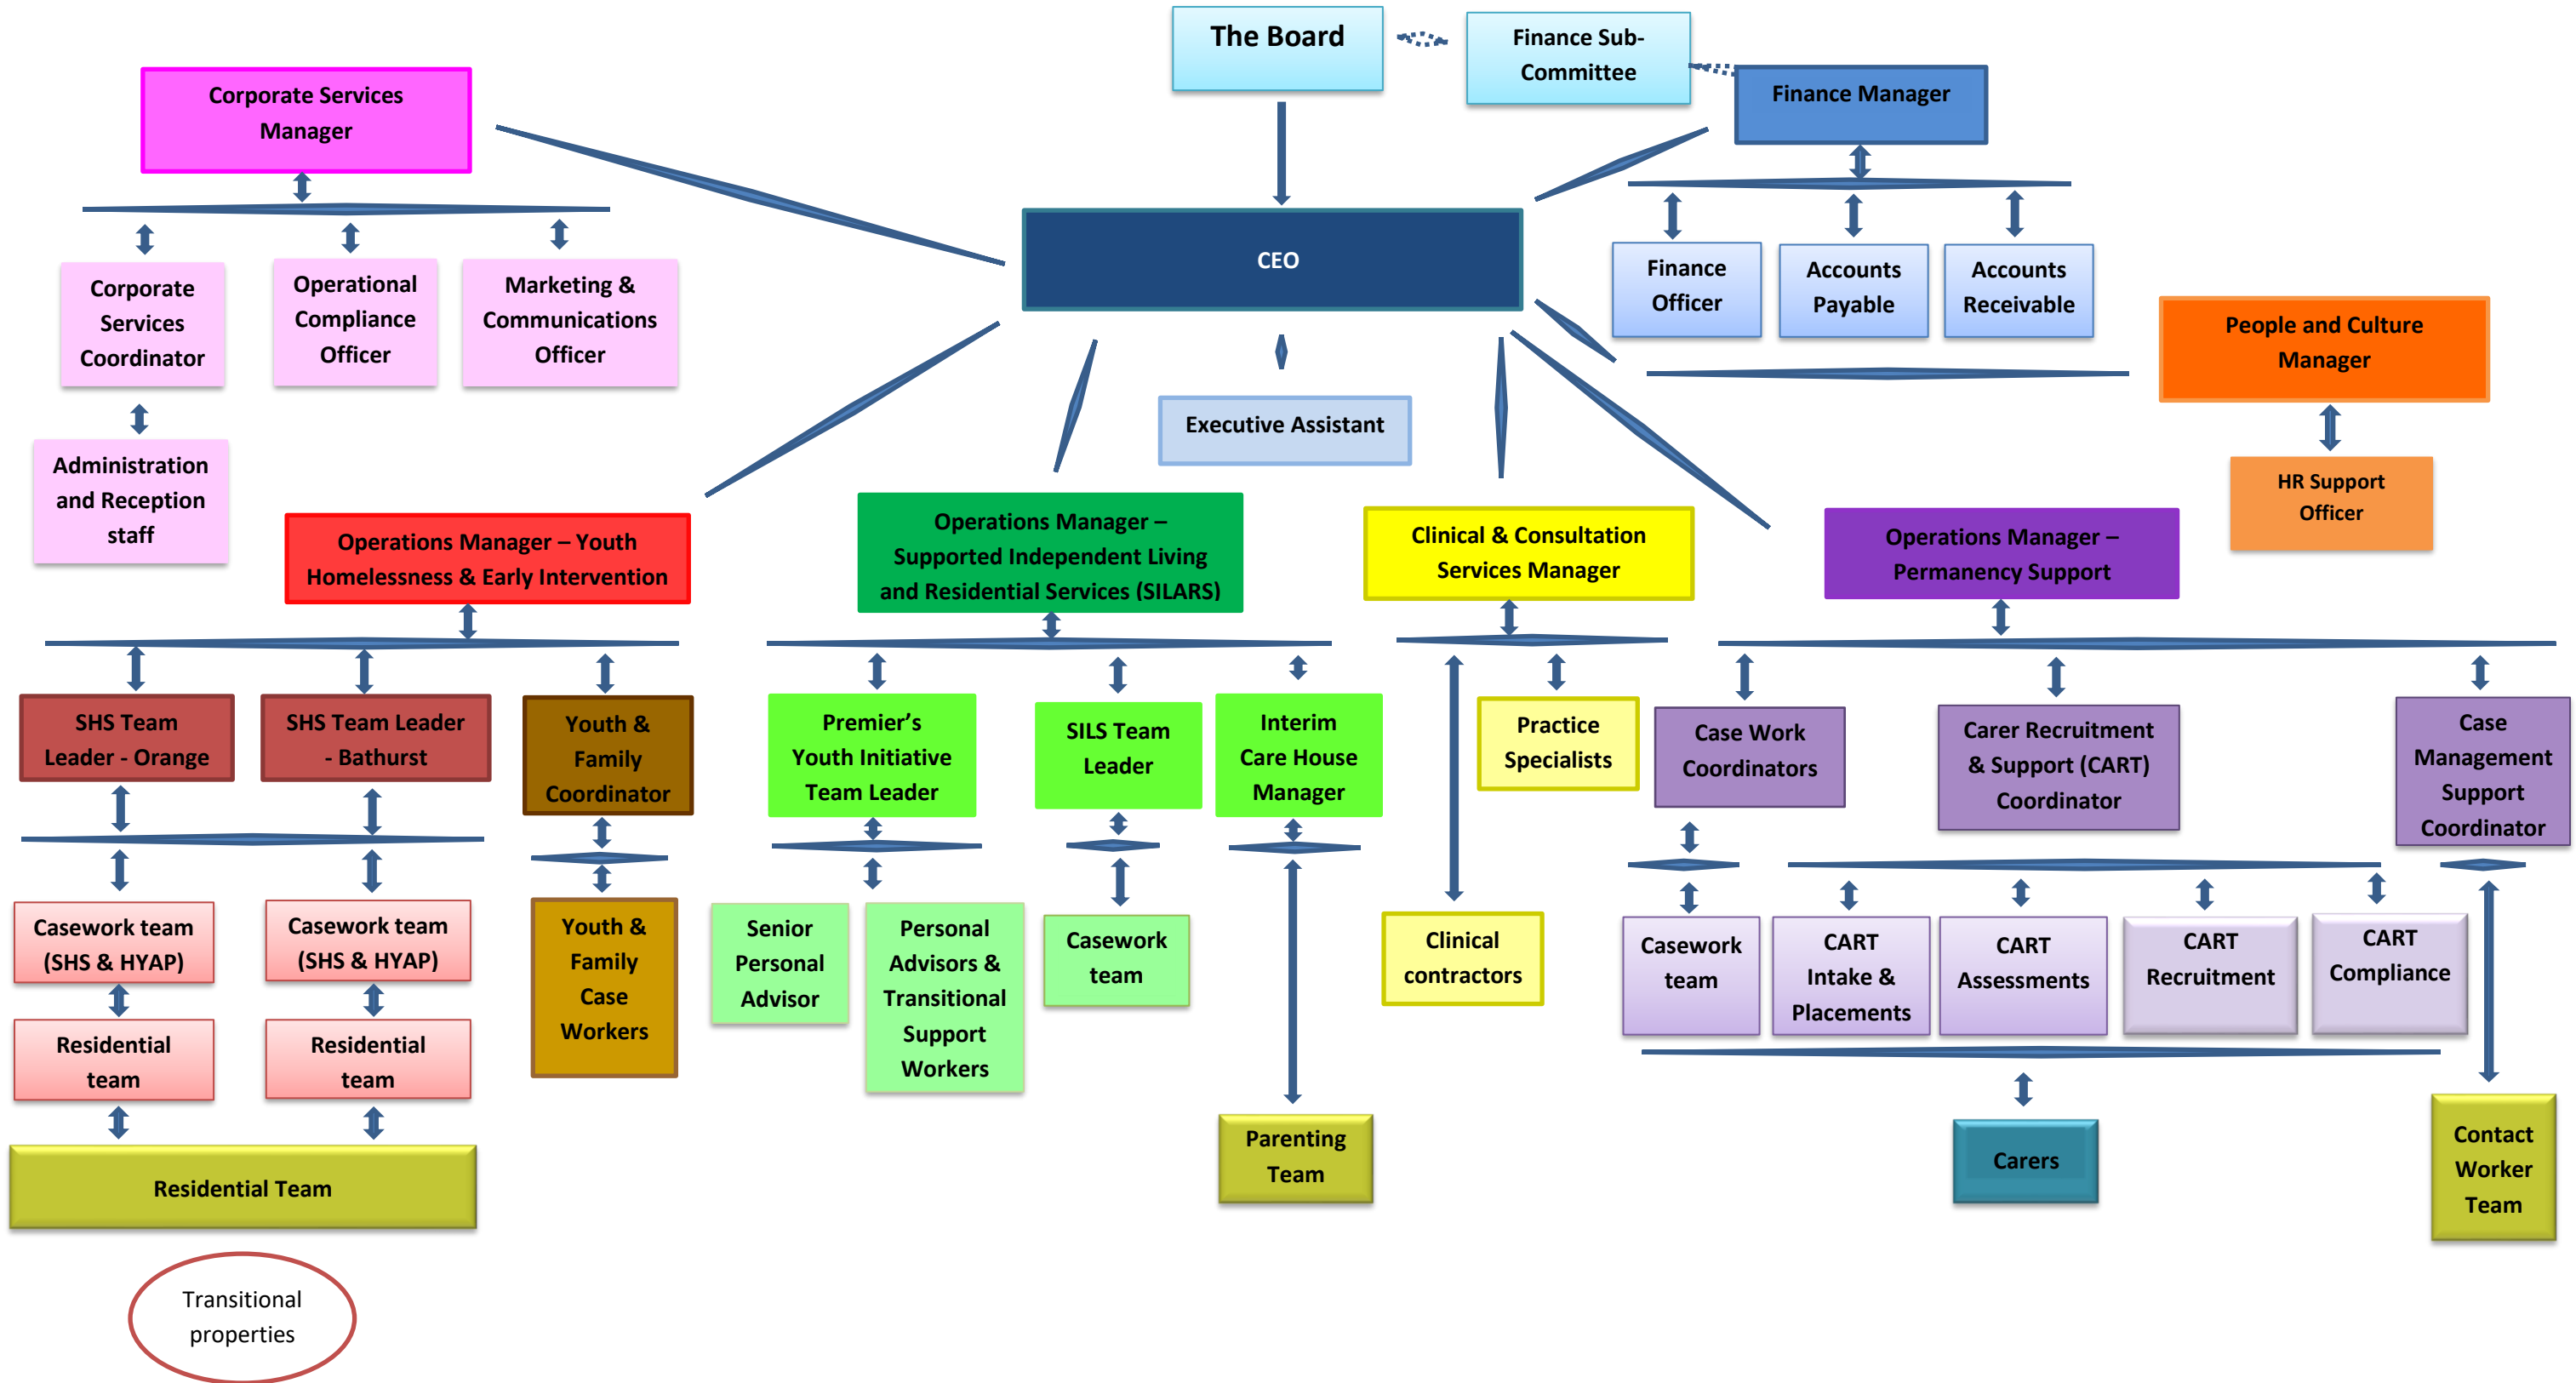 The Board
Finance Sub-
Committee
Corporate Services
Manager
Finance Manager
CEO
Corporate
Services
Coordinator
Operational
Compliance
Officer
Marketing &
Communications
Officer
Finance
Officer
Accounts
Payable
Accounts
Receivable
People and Culture
Manager
Executive Assistant
Administration
and Reception
staff
HR Support
Officer
Operations Manager – Youth
Homelessness & Early Intervention
Operations Manager –
Supported Independent Living
and Residential Services (SILARS)
Clinical & Consultation
Services Manager
Operations Manager –
Permanency Support
SHS Team
Leader - Orange
SHS Team Leader
- Bathurst
Youth &
Family
Coordinator
Premier’s
Youth Initiative
Team Leader
SILS Team
Leader
Interim
Care House
Manager
Practice
Specialists
Case Work
Coordinators
Carer Recruitment
& Support (CART)
Coordinator
Case
Management
Support
Coordinator
Casework team
(SHS & HYAP)
Casework team
(SHS & HYAP)
Youth &
Family
Case
Workers
Senior
Personal
Advisor
Personal
Advisors &
Transitional
Support
Workers
Casework
team
Clinical
contractors
Casework
team
CART
Intake &
Placements
CART
Assessments
CART
Recruitment
CART
Compliance
Residential
team
Residential
team
Parenting
Team
Carers
Contact
Worker
Team
Residential Team
Transitional
properties